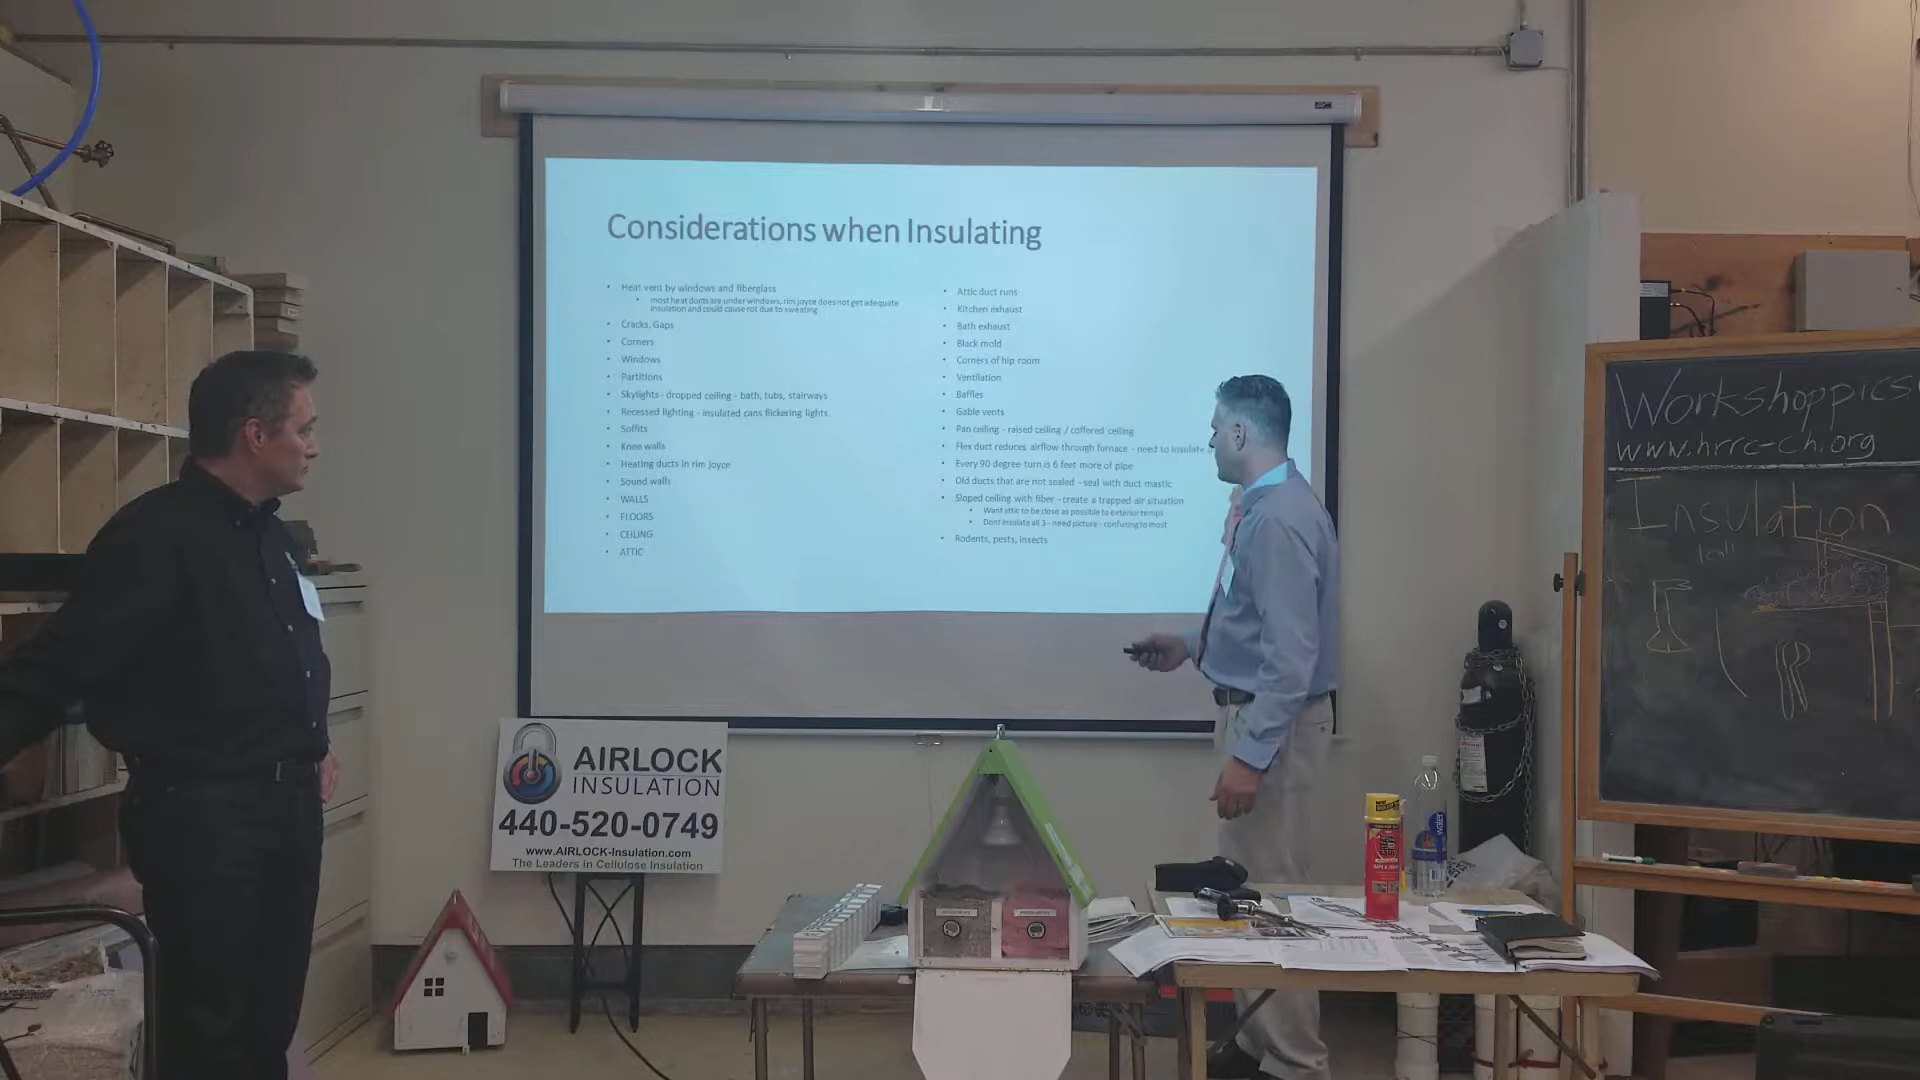 Considerations when Insulating
• Heat vent by windows and fiberglass
• most heat ducts are under windows, rim joyce does not get adequate
insulation and could cause rot due to sweating
• Cracks, Gaps
• Corners
• Windows
• Partitions
• Skylights - dropped ceiling - bath, tubs, stairways
• Recessed lighting - insulated cans flickering lights
• Soffits
• Knee walls
• Heating ducts in rim joyce
• Sound walls
• WALLS
• FLOORS
• CEILING
• ATTIC
• Attic duct runs
• Kitchen exhaust
• Bath exhaust
• Black mold
• Corners of hip room
• Ventilation
• Baffles
• Gable vents
• Pan ceiling - raised ceiling / coffered ceiling
• Flex duct reduces airflow through furnace - need to insulate
• Every 90 degree turn is 6 feet more of pipe
• Old ducts that are not sealed - seal with duct mastic
• Sloped ceiling with fiber - create a trapped air situation
• Want attic to be close as possible to exterior temps
• Dont insulate all 3 - need picture - confusing to most
• Rodents, pests, insects
AIRLOCK
INSULATION
440-520-0749
www.AIRLOCK-Insulation.com
The Leaders in Cellulose Insulation
Workshoppics
www.hrrc-ch.org
Insulation
water